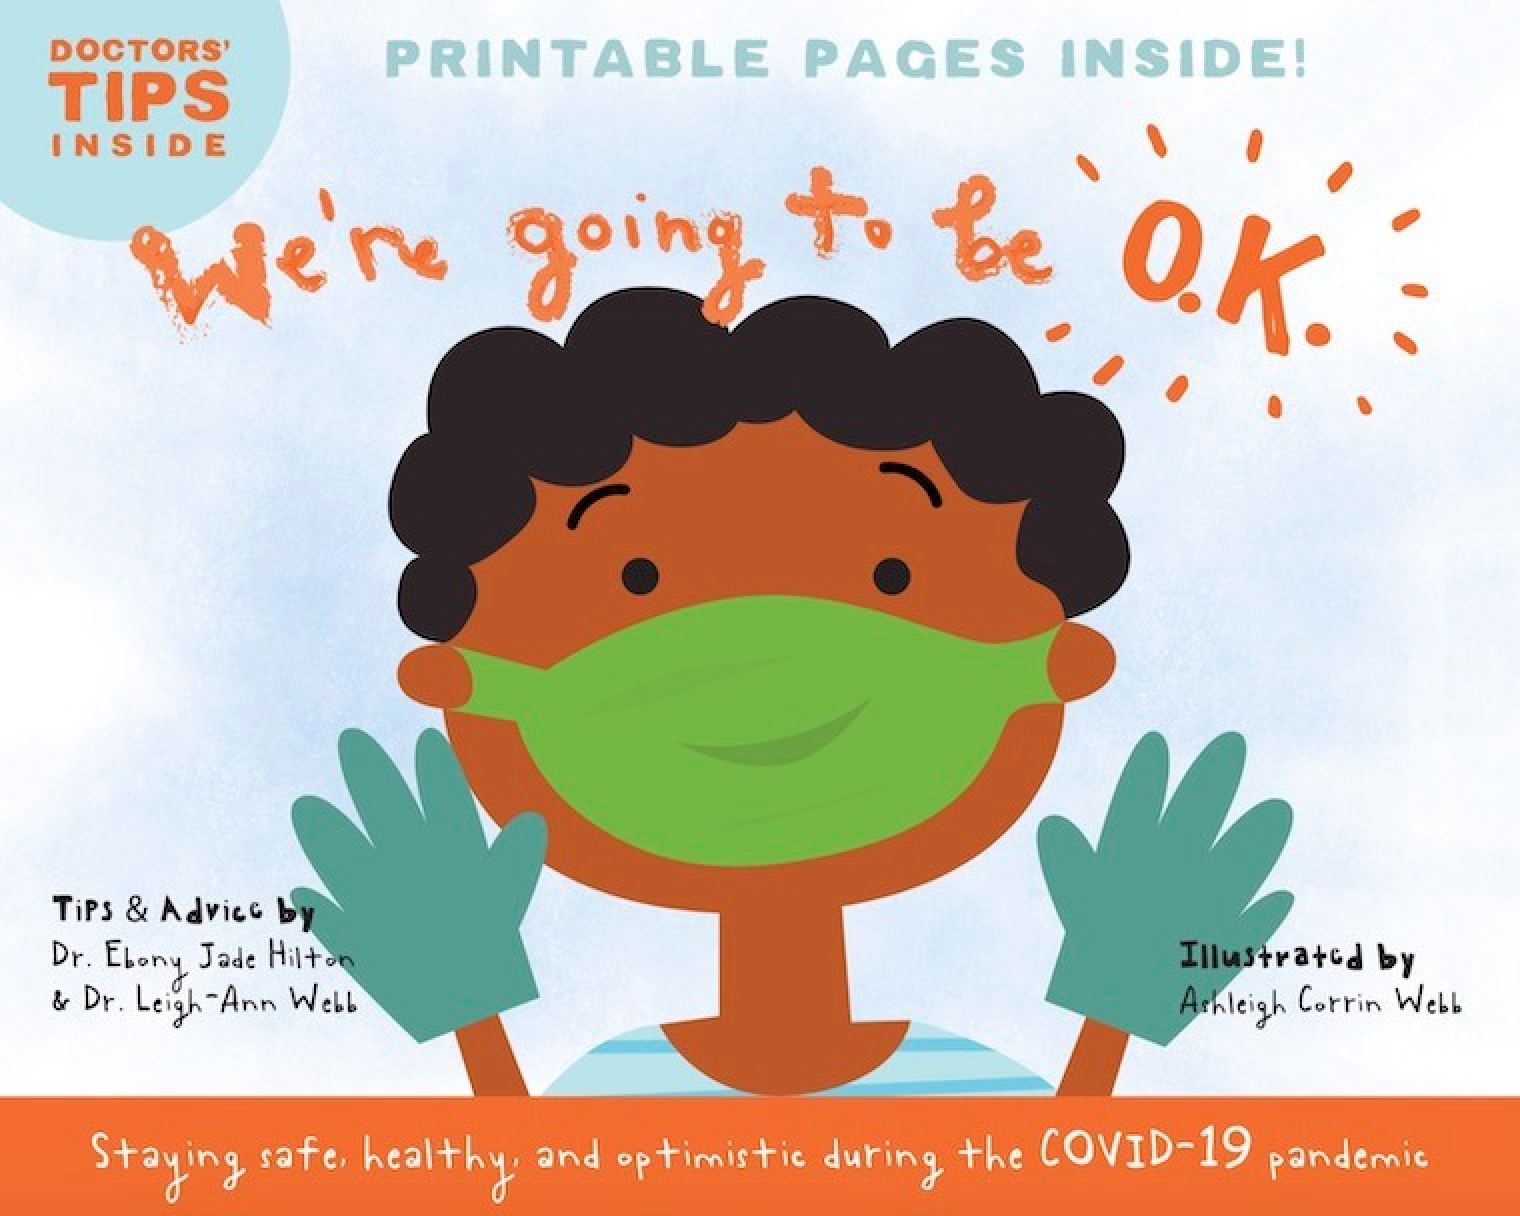 DOCTORS'
TIPS
INSIDE
PRINTABLE PAGES INSIDE!
We're going to be O.K.
Tips & Advice by
Dr. Ebony Jade Hilton
& Dr. Leigh-Ann Webb
Illustrated by
Ashleigh Corrin Webb
Staying safe, healthy, and optimistic during the COVID-19 pandemic